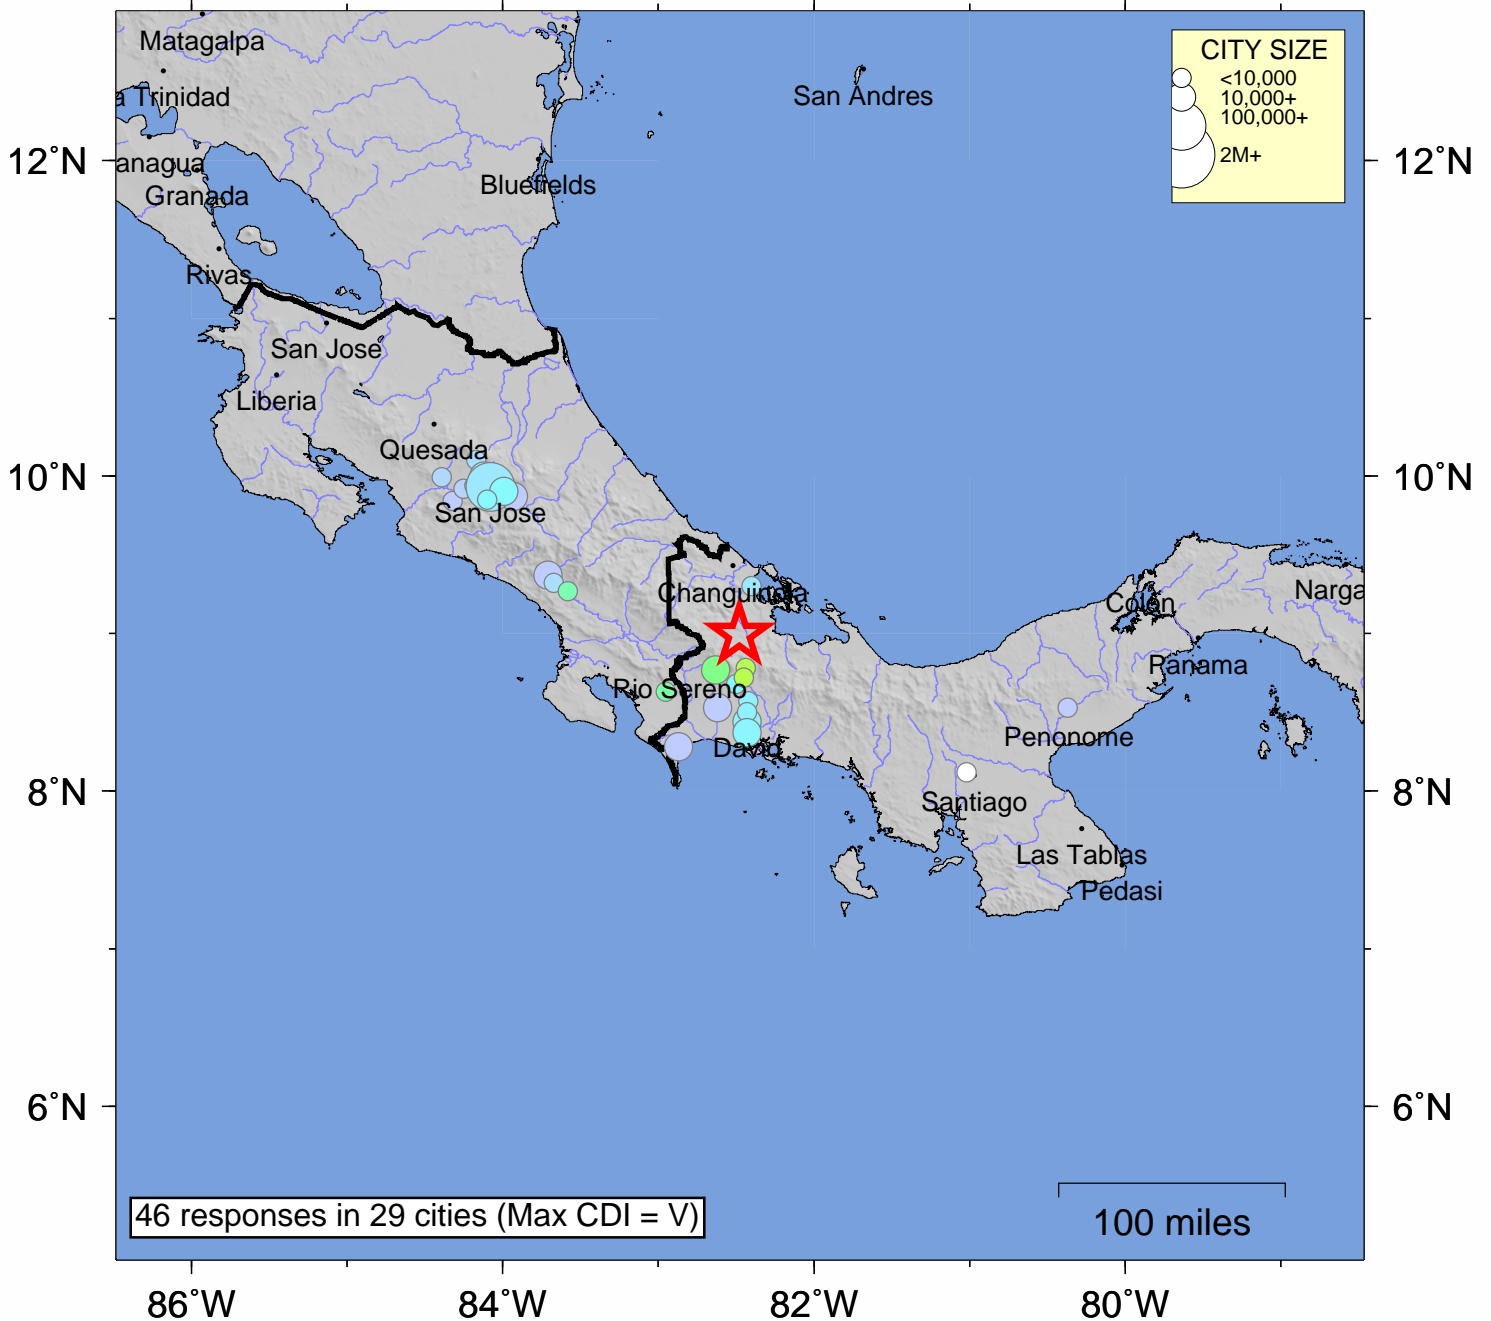 Matagalpa
a Trinidad
anagua
Granada
Bluefields
San Andres
Rivas
CITY SIZE
<10,000
10,000+
100,000+
2M+
12˚N
12˚N
San Jose
Liberia
Quesada
10˚N
10˚N
San Jose
Changuinola
Colón
Narga
Panama
Rio Sereno
David
Penonome
8˚N
8˚N
Santiago
Las Tablas
Pedasi
6˚N
6˚N
46 responses in 29 cities (Max CDI = V)
100 miles
86˚W
84˚W
82˚W
80˚W